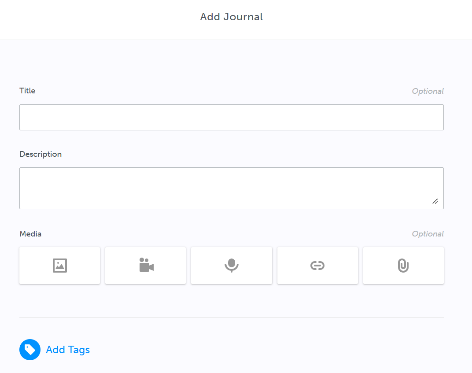 Add Journal
Title Optional
Description
Media Optional
Add Tags